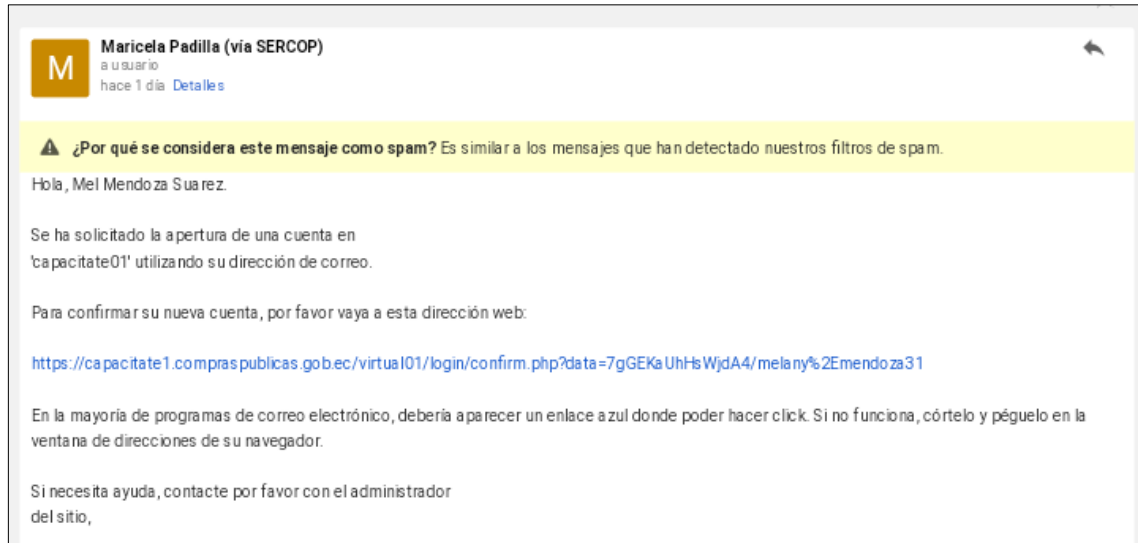 M
Maricela Padilla (vía SERCOP)
a usuario
hace 1 día Detalles
¿Por qué se considera este mensaje como spam? Es similar a los mensajes que han detectado nuestros filtros de spam.
Hola, Mel Mendoza Suarez.
Se ha solicitado la apertura de una cuenta en
'capacitate01' utilizando su dirección de correo.
Para confirmar su nueva cuenta, por favor vaya a esta dirección web:
https://capacitate1.compraspublicas.gob.ec/virtual01/login/confirm.php?data=7gGEKaUhHsWjdA4/melany%2Emendoza31
En la mayoría de programas de correo electrónico, debería aparecer un enlace azul donde poder hacer click. Si no funciona, córtelo y péguelo en la
ventana de direcciones de su navegador.
Si necesita ayuda, contacte por favor con el administrador
del sitio,